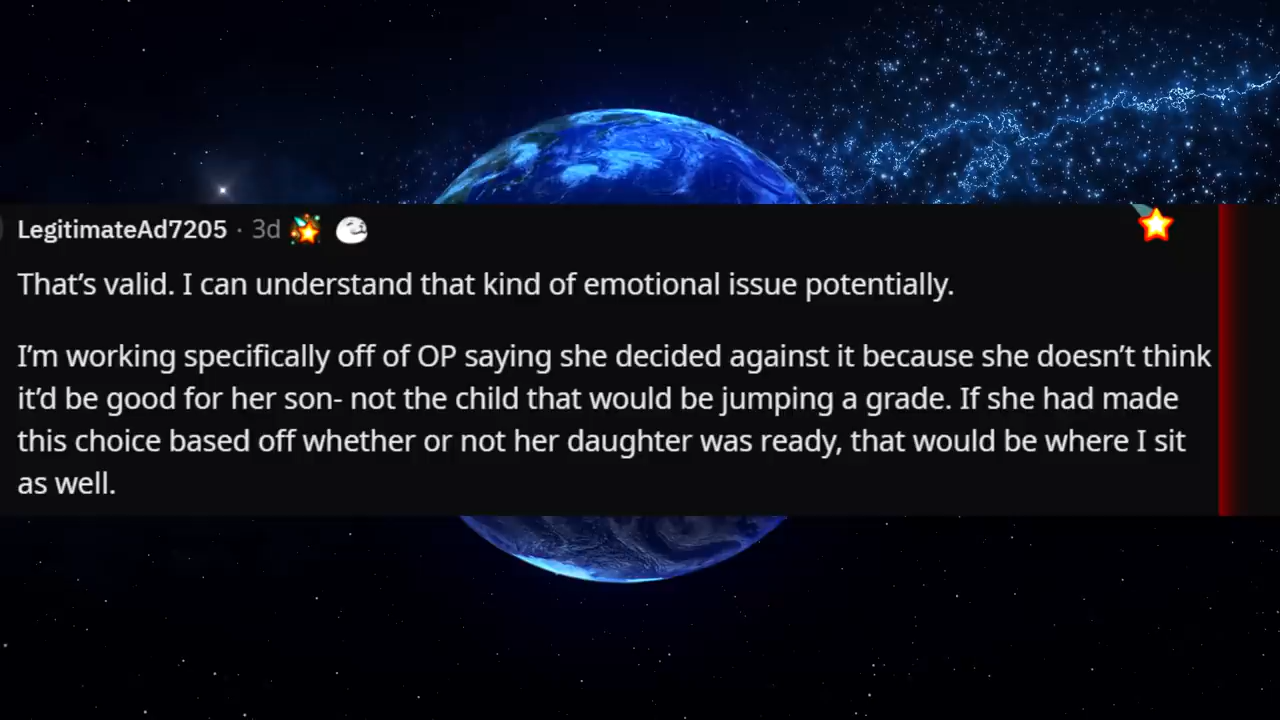 LegitimateAd7205 · 3d
That’s valid. I can understand that kind of emotional issue potentially.
I’m working specifically off of OP saying she decided against it because she doesn’t think
it’d be good for her son- not the child that would be jumping a grade. If she had made
this choice based off whether or not her daughter was ready, that would be where I sit
as well.